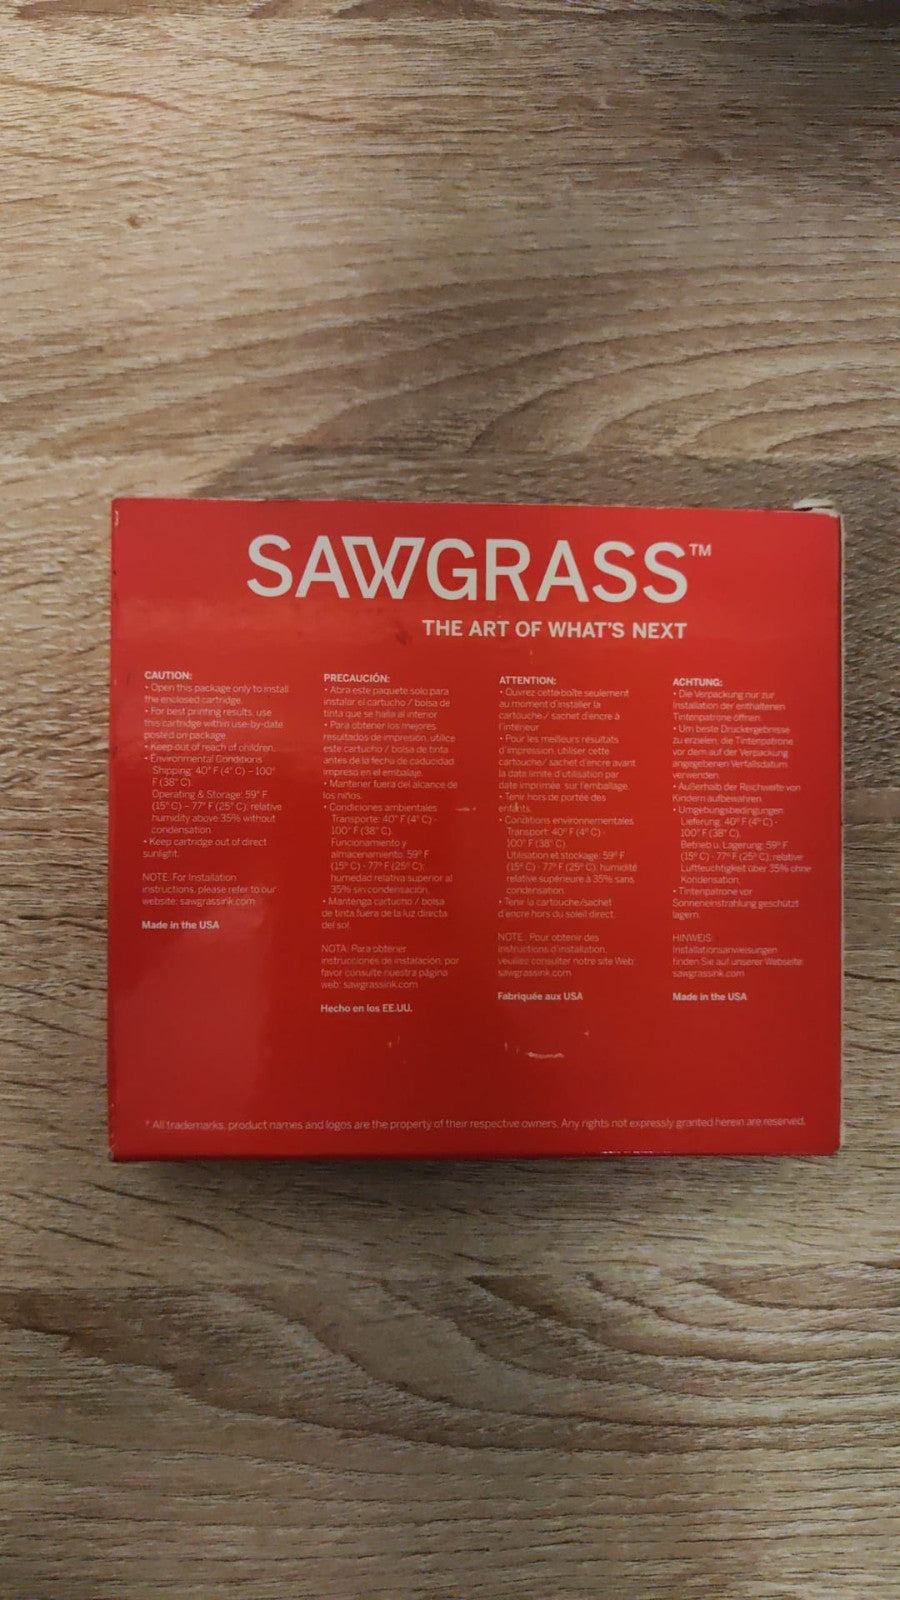 SAWGRASS™
THE ART OF WHAT'S NEXT
CAUTION:
• Open this package only to install
the enclosed cartridge.
• For best printing results, use
this cartridge within use-by-date
posted on package.
• Keep out of reach of children.
• Environmental Conditions
Shipping: 40° F (4° C) – 100°
F (38° C).
Operating & Storage: 59° F
(15° C) – 77° F (25° C); relative
humidity above 35% without
condensation.
• Keep cartridge out of direct
sunlight.
NOTE: For Installation
instructions, please refer to our
website: sawgrassink.com
Made in the USA
PRECAUCIÓN:
• Abra este paquete solo para
instalar el cartucho / bolsa de
tinta que se halla al interior
• Para obtener los mejores
resultados de impresión, utilice
este cartucho / bolsa de tinta
antes de la fecha de caducidad
impreso en el embalaje.
• Mantener fuera del alcance de
los niños.
• Condiciones ambientales
Transporte: 40° F (4° C) -
100° F (38° C).
Funcionamiento y
almacenamiento: 59° F
(15° C) - 77° F (25° C);
humedad relativa superior al
35% sin condensación.
• Mantenga cartucho / bolsa
de tinta fuera de la luz directa
del sol.
NOTA: Para obtener
instrucciones de instalación, por
favor consulte nuestra página
web: sawgrassink.com
Hecho en los EE.UU.
ATTENTION:
• Ouvrez cette boîte seulement
au moment d'installer la
cartouche / sachet d'encre à
l'intérieur
• Pour les meilleurs résultats
d'impression, utiliser cette
cartouche/ sachet d'encre avant
la date limite d'utilisation par
date imprimée sur l'emballage.
• Tenir hors de portée des
enfants.
• Conditions environnementales
Transport: 40° F (4° C) -
100° F (38° C).
Utilisation et stockage: 59° F
(15° C) - 77° F (25° C); humidité
relative supérieure à 35% sans
condensation.
• Tenir la cartouche/sachet
d'encre hors du soleil direct.
NOTE : Pour obtenir des
instructions d'installation,
veuillez consulter notre site Web:
sawgrassink.com
Fabriquée aux USA
ACHTUNG:
• Die Verpackung nur zur
Installation der enthaltenen
Tintenpatrone öffnen.
• Um beste Druckergebnisse
zu erzielen, die Tintenpatrone
vor dem auf der Verpackung
angegebenen Verfallsdatum
verwenden.
• Außerhalb der Reichweite von
Kindern aufbewahren.
• Umgebungsbedingungen:
Lieferung: 40° F (4° C) -
100° F (38° C).
Betrieb u. Lagerung: 59° F
(15° C) - 77° F (25° C); relative
Luftfeuchtigkeit über 35% ohne
Kondensation.
• Tintenpatrone vor
Sonneneinstrahlung geschützt
lagern.
HINWEIS:
Installationsanweisungen
finden Sie auf unserer Webseite:
sawgrassink.com
Made in the USA
* All trademarks, product names and logos are the property of their respective owners. Any rights not expressly granted herein are reserved.